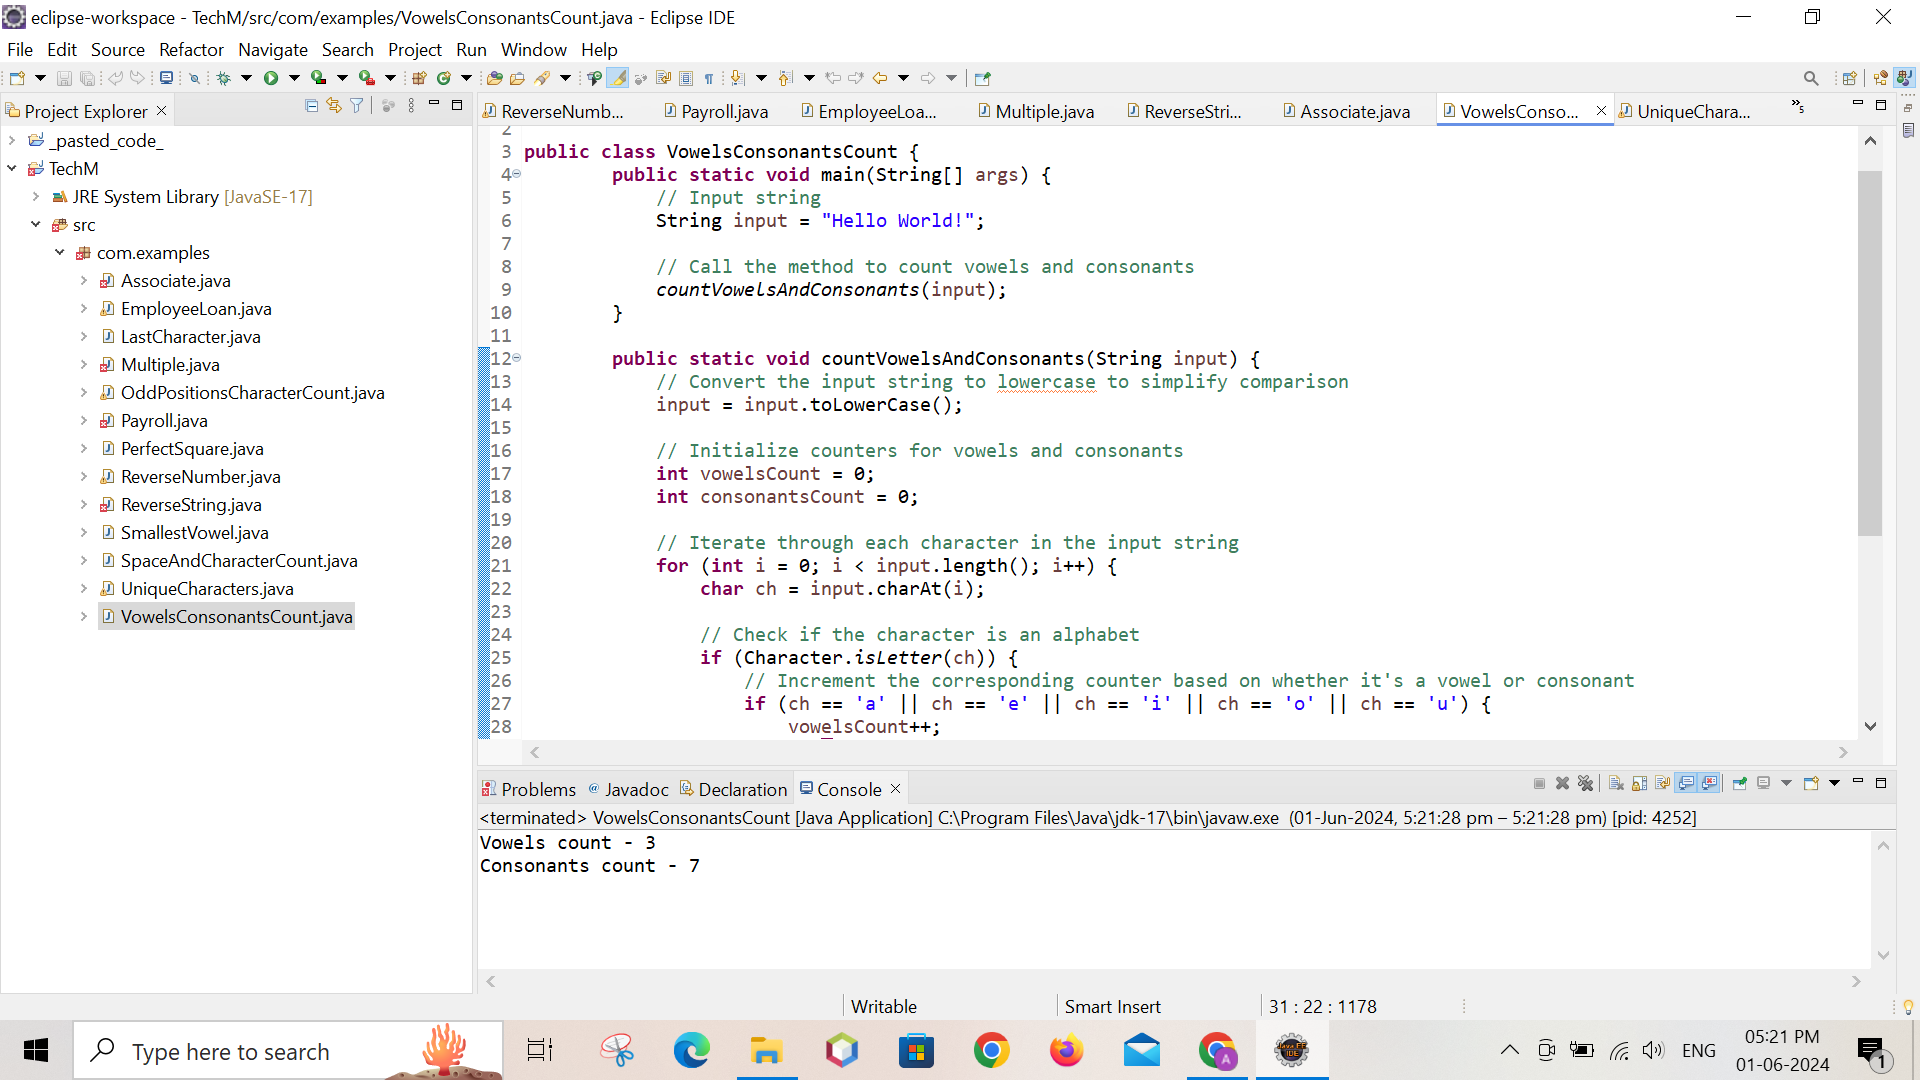 eclipse-workspace - TechM/src/com/examples/VowelsConsonantsCount.java - Eclipse IDE
File Edit Source Refactor Navigate Search Project Run Window Help
Project Explorer
_pasted_code_
TechM
JRE System Library [JavaSE-17]
src
com.examples
Associate.java
EmployeeLoan.java
LastCharacter.java
Multiple.java
OddPositionsCharacterCount.java
Payroll.java
PerfectSquare.java
ReverseNumber.java
ReverseString.java
SmallestVowel.java
SpaceAndCharacterCount.java
UniqueCharacters.java
VowelsConsonantsCount.java
ReverseNumb... Payroll.java EmployeeLoa... Multiple.java ReverseStri... Associate.java VowelsConso... UniqueChara... »5
2
3 public class VowelsConsonantsCount {
4 public static void main(String[] args) {
5 // Input string
6 String input = "Hello World!";
7
8 // Call the method to count vowels and consonants
9 countVowelsAndConsonants(input);
10 }
11
12 public static void countVowelsAndConsonants(String input) {
13 // Convert the input string to lowercase to simplify comparison
14 input = input.toLowerCase();
15
16 // Initialize counters for vowels and consonants
17 int vowelsCount = 0;
18 int consonantsCount = 0;
19
20 // Iterate through each character in the input string
21 for (int i = 0; i < input.length(); i++) {
22 char ch = input.charAt(i);
23
24 // Check if the character is an alphabet
25 if (Character.isLetter(ch)) {
26 // Increment the corresponding counter based on whether it's a vowel or consonant
27 if (ch == 'a' || ch == 'e' || ch == 'i' || ch == 'o' || ch == 'u') {
28 vowelsCount++;
Problems @ Javadoc Declaration Console
<terminated> VowelsConsonantsCount [Java Application] C:\Program Files\Java\jdk-17\bin\javaw.exe (01-Jun-2024, 5:21:28 pm – 5:21:28 pm) [pid: 4252]
Vowels count - 3
Consonants count - 7
Writable Smart Insert 31 : 22 : 1178
Type here to search
ENG
05:21 PM
01-06-2024
1
A
Java EE
IDE